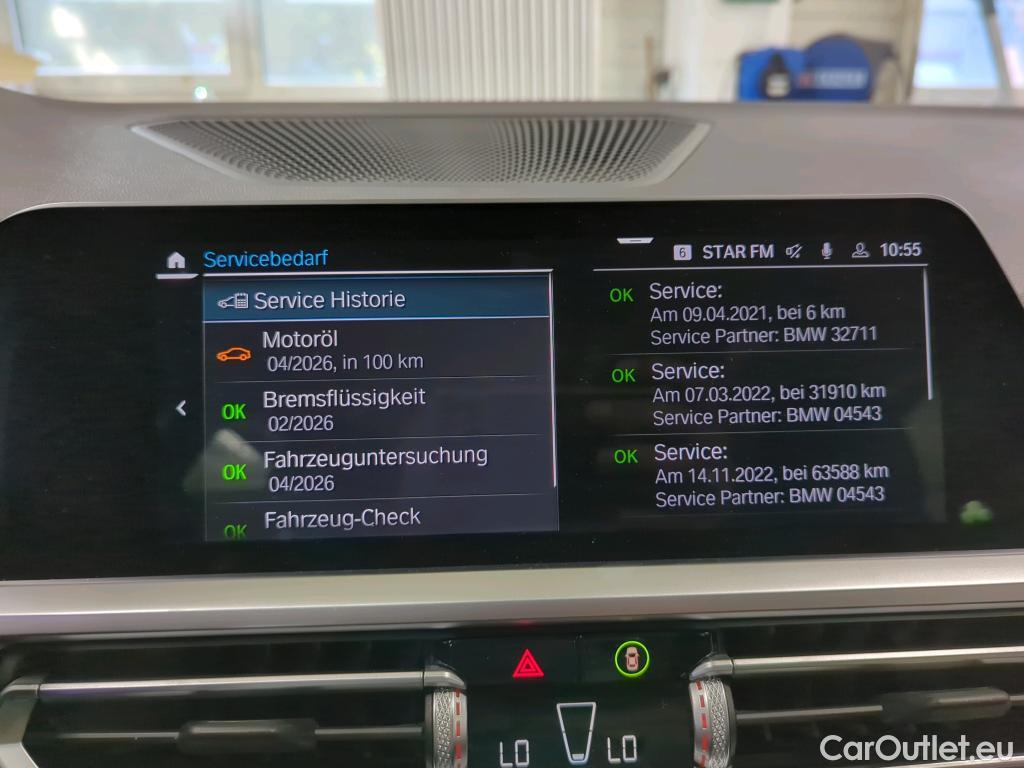 Servicebedarf
6 STAR FM 10:55
Service Historie
Motoröl
04/2026, in 100 km
OK Bremsflüssigkeit
02/2026
OK Fahrzeuguntersuchung
04/2026
OK Fahrzeug-Check
OK Service:
Am 09.04.2021, bei 6 km
Service Partner: BMW 32711
OK Service:
Am 07.03.2022, bei 31910 km
Service Partner: BMW 04543
OK Service:
Am 14.11.2022, bei 63588 km
Service Partner: BMW 04543
LO LO
CarOutlet.eu